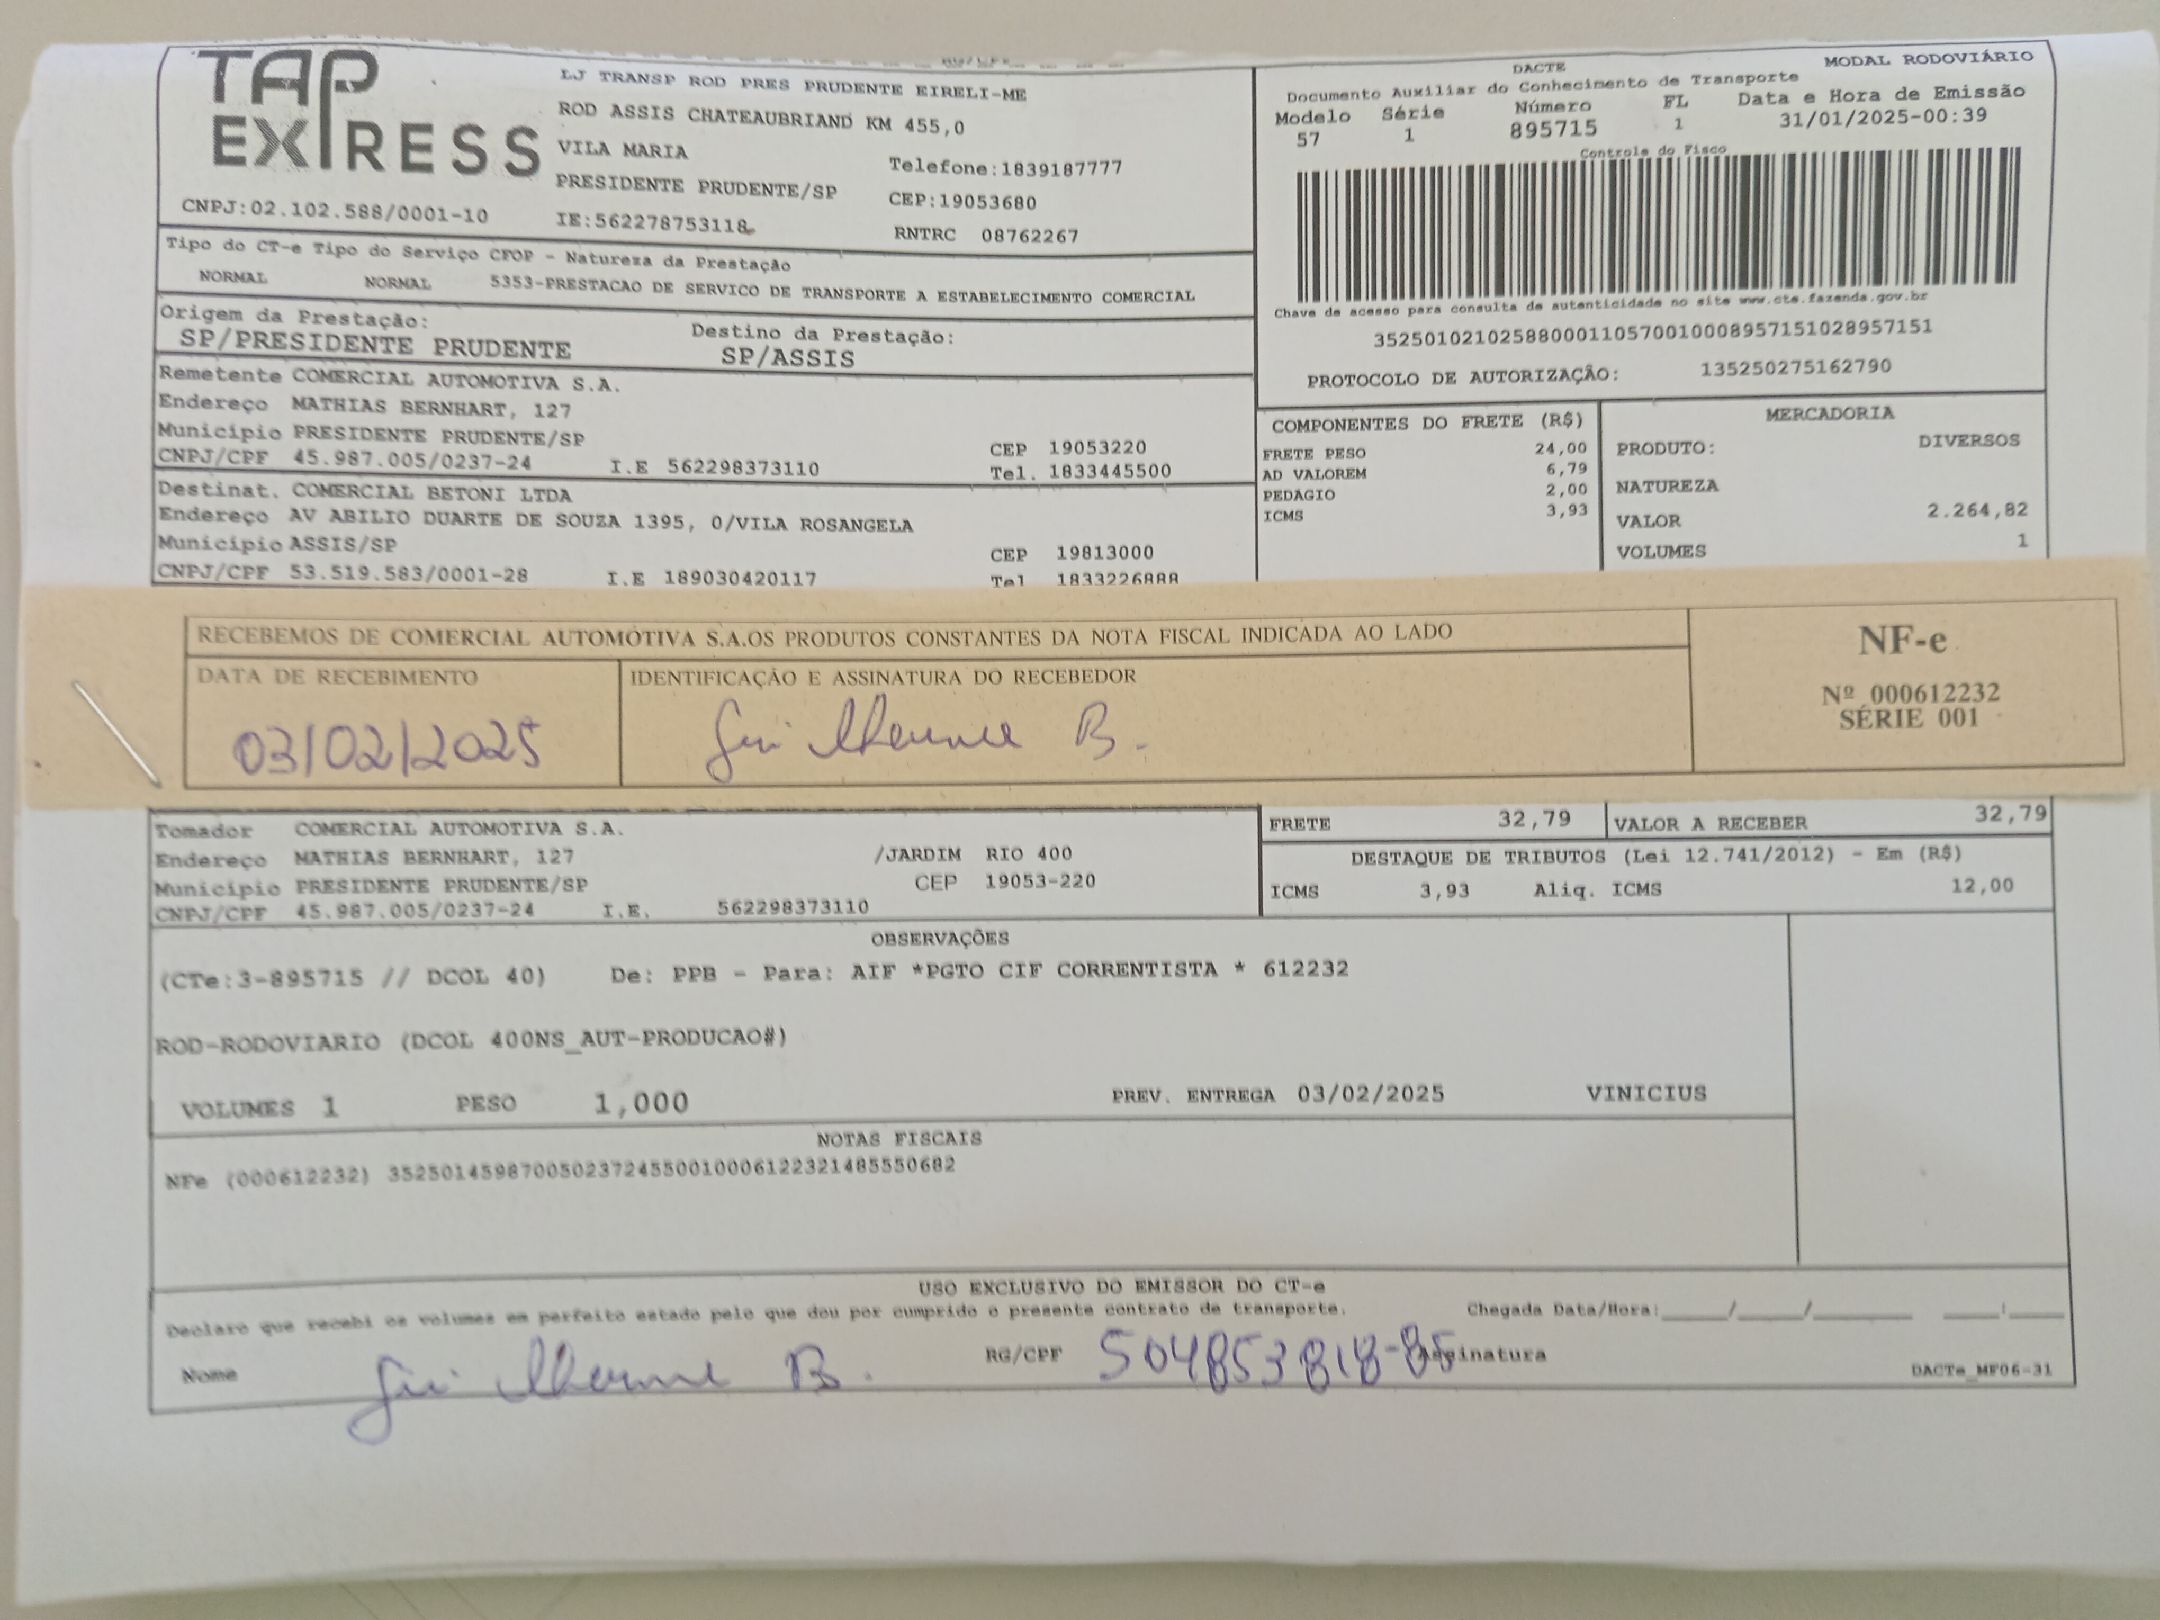 TAP
EXPRESS
LJ TRANSP ROD PRES PRUDENTE EIRELI-ME
ROD ASSIS CHATEAUBRIAND KM 455,0
VILA MARIA
Telefone:1839187777
PRESIDENTE PRUDENTE/SP
CEP:19053680
CNPJ:02.102.588/0001-10
IE:562278753118
RNTRC 08762267
DACTE
MODAL RODOVIÁRIO
Documento Auxiliar do Conhecimento de Transporte
Modelo Série Número FL Data e Hora de Emissão
57 1 895715 1 31/01/2025-00:39
Controle do Fisco
Chave de acesso para consulta de autenticidade no site www.cte.fazenda.gov.br
35250102102588000110570010008957151028957151
PROTOCOLO DE AUTORIZAÇÃO: 135250275162790
Tipo do CT-e Tipo do Serviço CFOP - Natureza da Prestação
NORMAL NORMAL 5353-PRESTACAO DE SERVICO DE TRANSPORTE A ESTABELECIMENTO COMERCIAL
Origem da Prestação: Destino da Prestação:
SP/PRESIDENTE PRUDENTE SP/ASSIS
Remetente COMERCIAL AUTOMOTIVA S.A.
Endereço MATHIAS BERNHART, 127
Município PRESIDENTE PRUDENTE/SP CEP 19053220
CNPJ/CPF 45.987.005/0237-24 I.E 562298373110 Tel. 1833445500
Destinat. COMERCIAL BETONI LTDA
Endereço AV ABILIO DUARTE DE SOUZA 1395, 0/VILA ROSANGELA
Município ASSIS/SP CEP 19813000
CNPJ/CPF 53.519.583/0001-28 I.E 189030420117 Tel 1833226888
COMPONENTES DO FRETE (R$)
FRETE PESO 24,00
AD VALOREM 6,79
PEDAGIO 2,00
ICMS 3,93
MERCADORIA
PRODUTO: DIVERSOS
NATUREZA
VALOR 2.264,82
VOLUMES 1
RECEBEMOS DE COMERCIAL AUTOMOTIVA S.A.OS PRODUTOS CONSTANTES DA NOTA FISCAL INDICADA AO LADO
DATA DE RECEBIMENTO IDENTIFICAÇÃO E ASSINATURA DO RECEBEDOR
03/02/2025 Guilherme B.
NF-e
Nº 000612232
SÉRIE 001
Tomador COMERCIAL AUTOMOTIVA S.A.
Endereço MATHIAS BERNHART, 127 /JARDIM RIO 400
Município PRESIDENTE PRUDENTE/SP CEP 19053-220
CNPJ/CPF 45.987.005/0237-24 I.E. 562298373110
FRETE 32,79 VALOR A RECEBER 32,79
DESTAQUE DE TRIBUTOS (Lei 12.741/2012) - Em (R$)
ICMS 3,93 Aliq. ICMS 12,00
OBSERVAÇÕES
(CTe:3-895715 // DCOL 40) De: PPB - Para: AIF *PGTO CIF CORRENTISTA * 612232
ROD-RODOVIARIO (DCOL 400NS_AUT-PRODUCAO#)
VOLUMES 1 PESO 1,000 PREV. ENTREGA 03/02/2025 VINICIUS
NOTAS FISCAIS
NFe (000612232) 35250145987005023724550010006122321485550682
USO EXCLUSIVO DO EMISSOR DO CT-e
Declaro que recebi os volumes em perfeito estado pelo que dou por cumprido o presente contrato de transporte. Chegada Data/Hora:____/____/______ ____:____
Nome Guilherme B. RG/CPF 504853818-85 Assinatura
DACTe_MF06-31